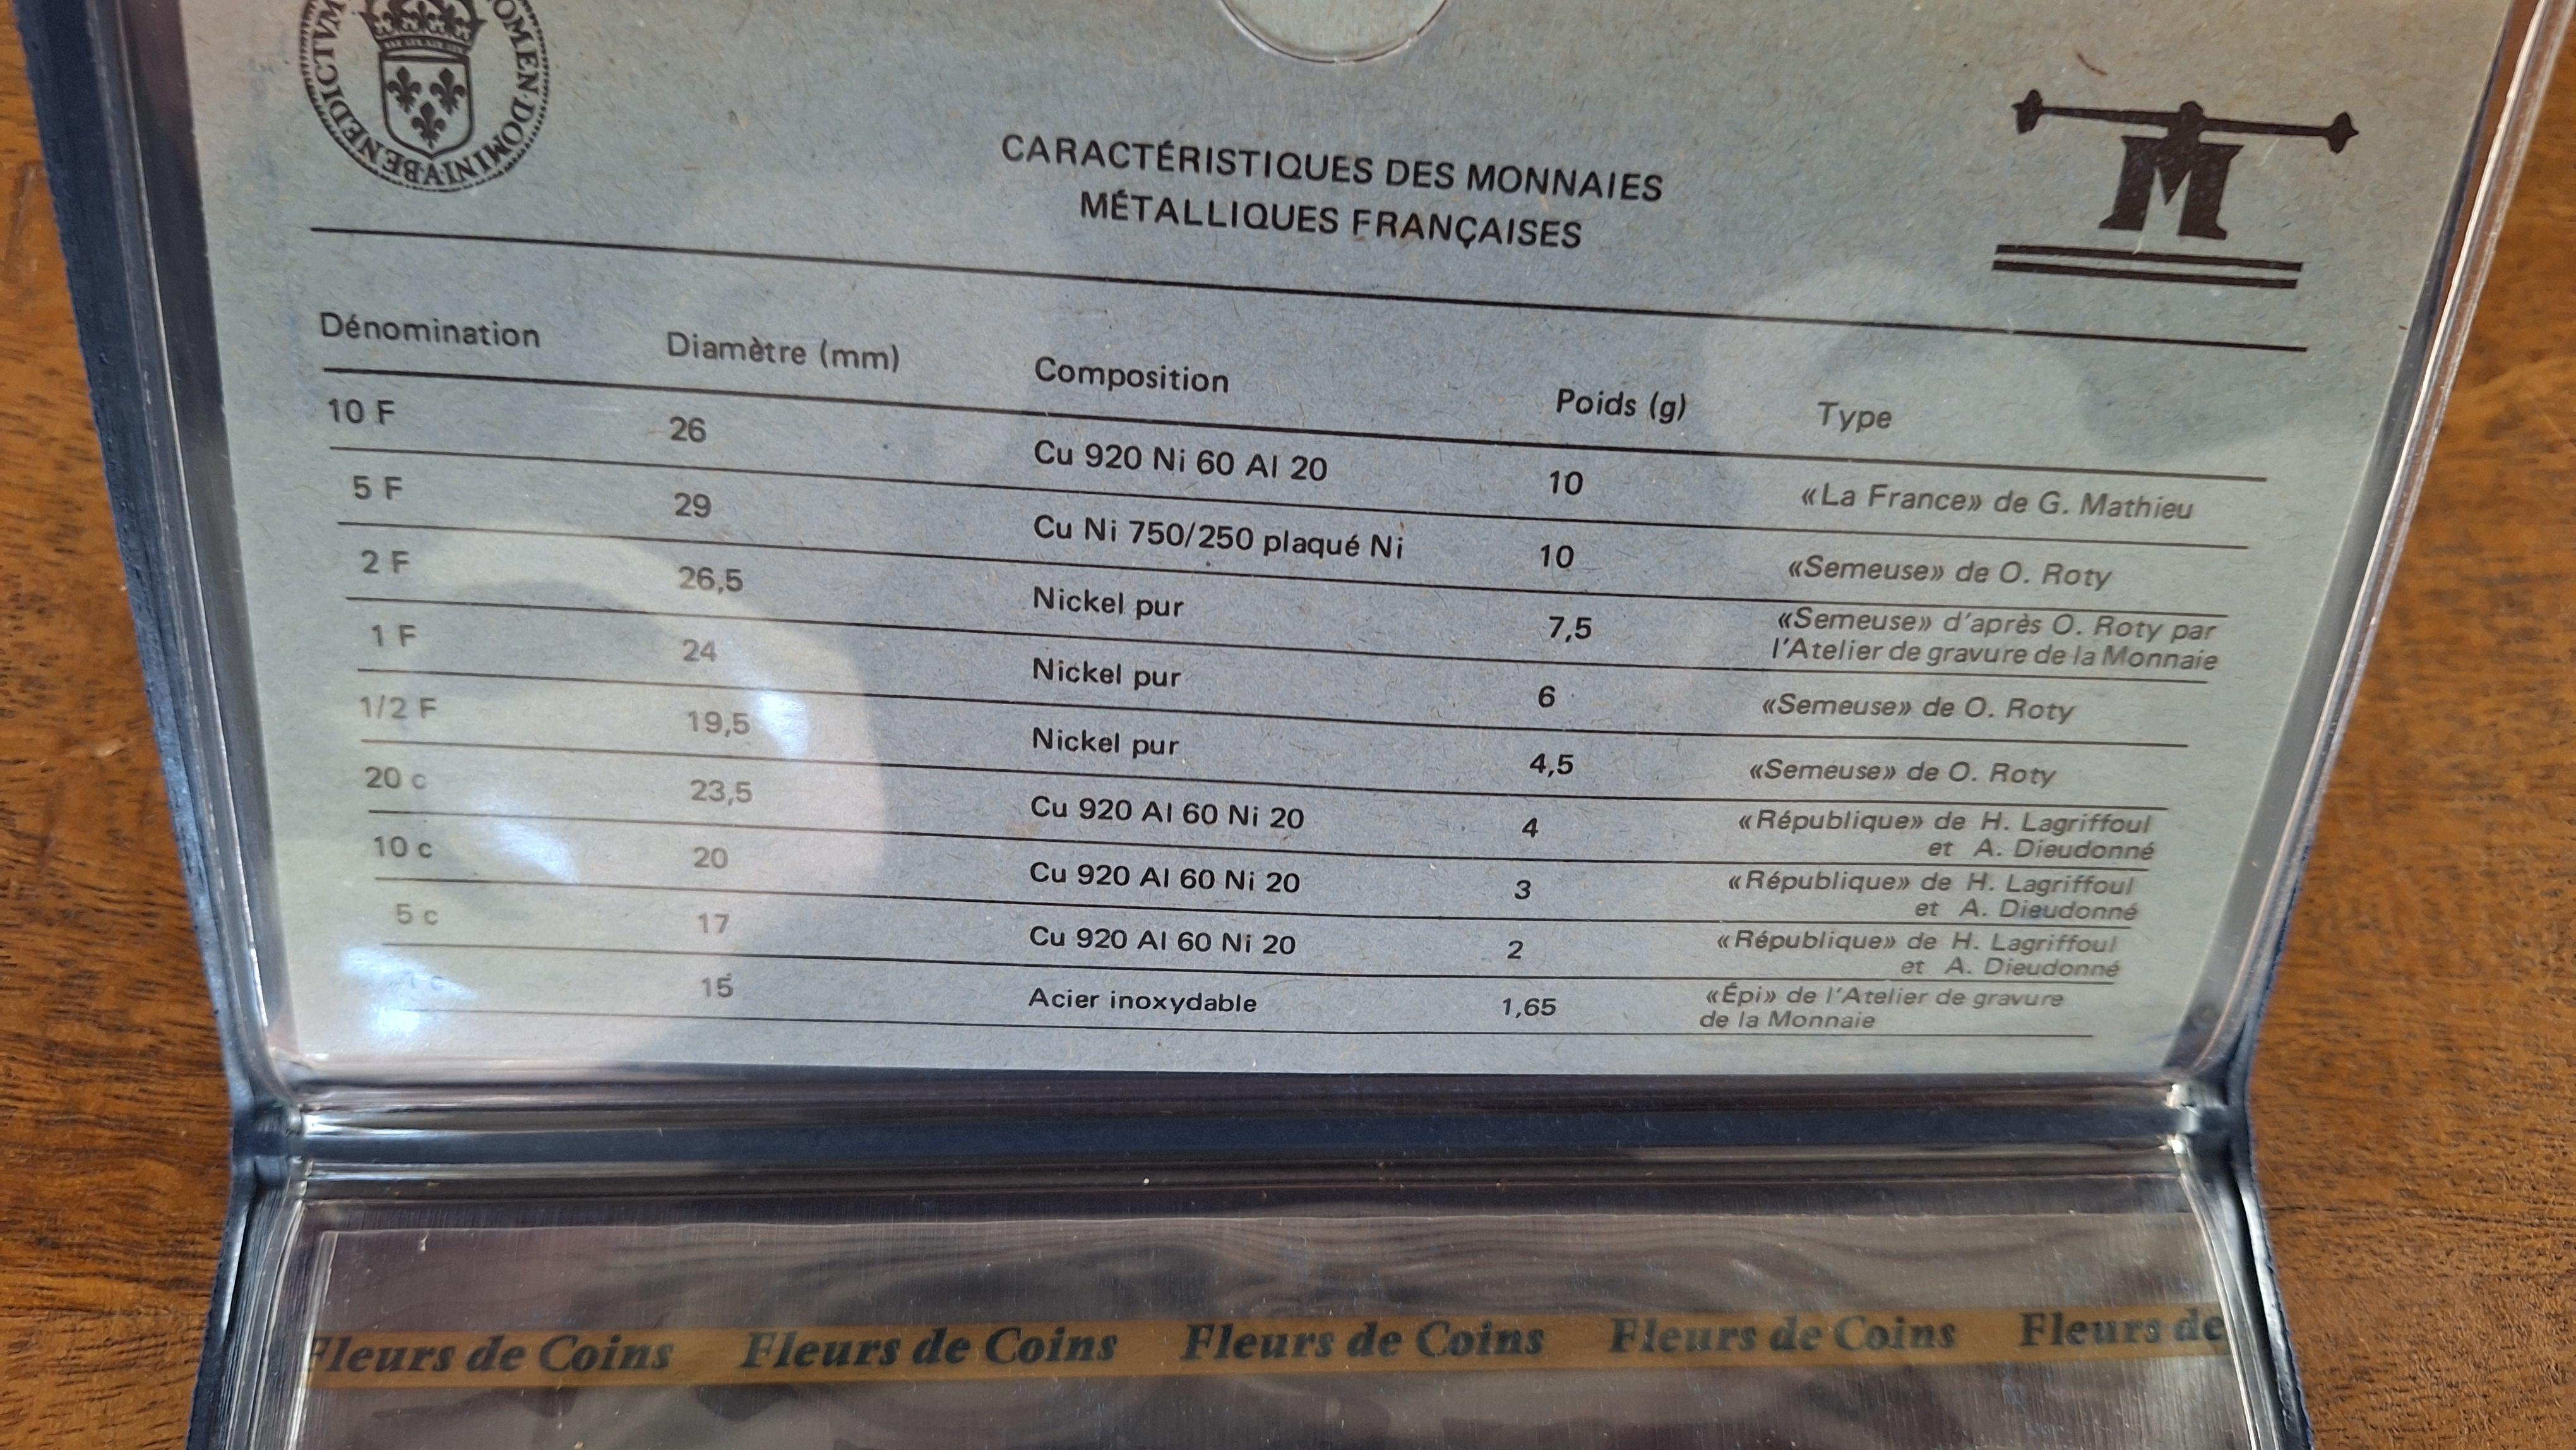 BENEDICTVM OMEN·DOMINI
CARACTÉRISTIQUES DES MONNAIES
MÉTALLIQUES FRANÇAISES
M
Dénomination Diamètre (mm) Composition Poids (g) Type
10 F 26 Cu 920 Ni 60 Al 20 10 «La France» de G. Mathieu
5 F 29 Cu Ni 750/250 plaqué Ni 10 «Semeuse» de O. Roty
2 F 26,5 Nickel pur 7,5 «Semeuse» d'après O. Roty par
l'Atelier de gravure de la Monnaie
1 F 24 Nickel pur 6 «Semeuse» de O. Roty
1/2 F 19,5 Nickel pur 4,5 «Semeuse» de O. Roty
20 c 23,5 Cu 920 Al 60 Ni 20 4 «République» de H. Lagriffoul
et A. Dieudonné
10 c 20 Cu 920 Al 60 Ni 20 3 «République» de H. Lagriffoul
et A. Dieudonné
5 c 17 Cu 920 Al 60 Ni 20 2 «République» de H. Lagriffoul
et A. Dieudonné
1 c 15 Acier inoxydable 1,65 «Épi» de l'Atelier de gravure
de la Monnaie
Fleurs de Coins Fleurs de Coins Fleurs de Coins Fleurs de Coins Fleurs de